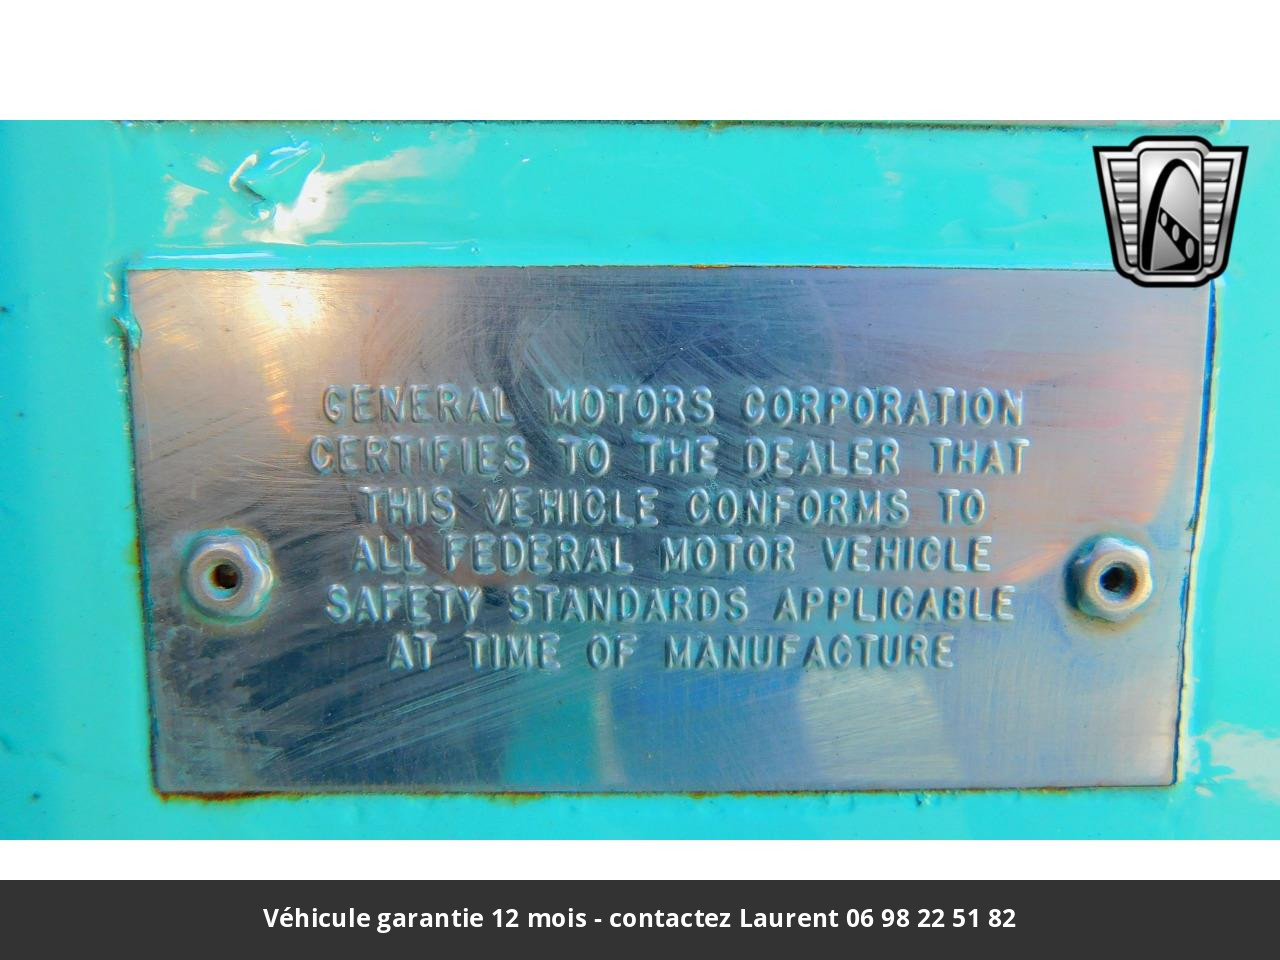 GENERAL MOTORS CORPORATION
CERTIFIES TO THE DEALER THAT
THIS VEHICLE CONFORMS TO
ALL FEDERAL MOTOR VEHICLE
SAFETY STANDARDS APPLICABLE
AT TIME OF MANUFACTURE
Véhicule garantie 12 mois - contactez Laurent 06 98 22 51 82